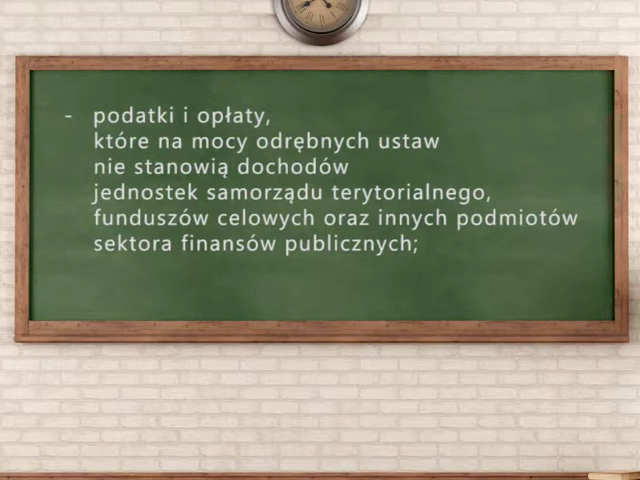 - podatki i opłaty,
które na mocy odrębnych ustaw
nie stanowią dochodów
jednostek samorządu terytorialnego,
funduszów celowych oraz innych podmiotów
sektora finansów publicznych;